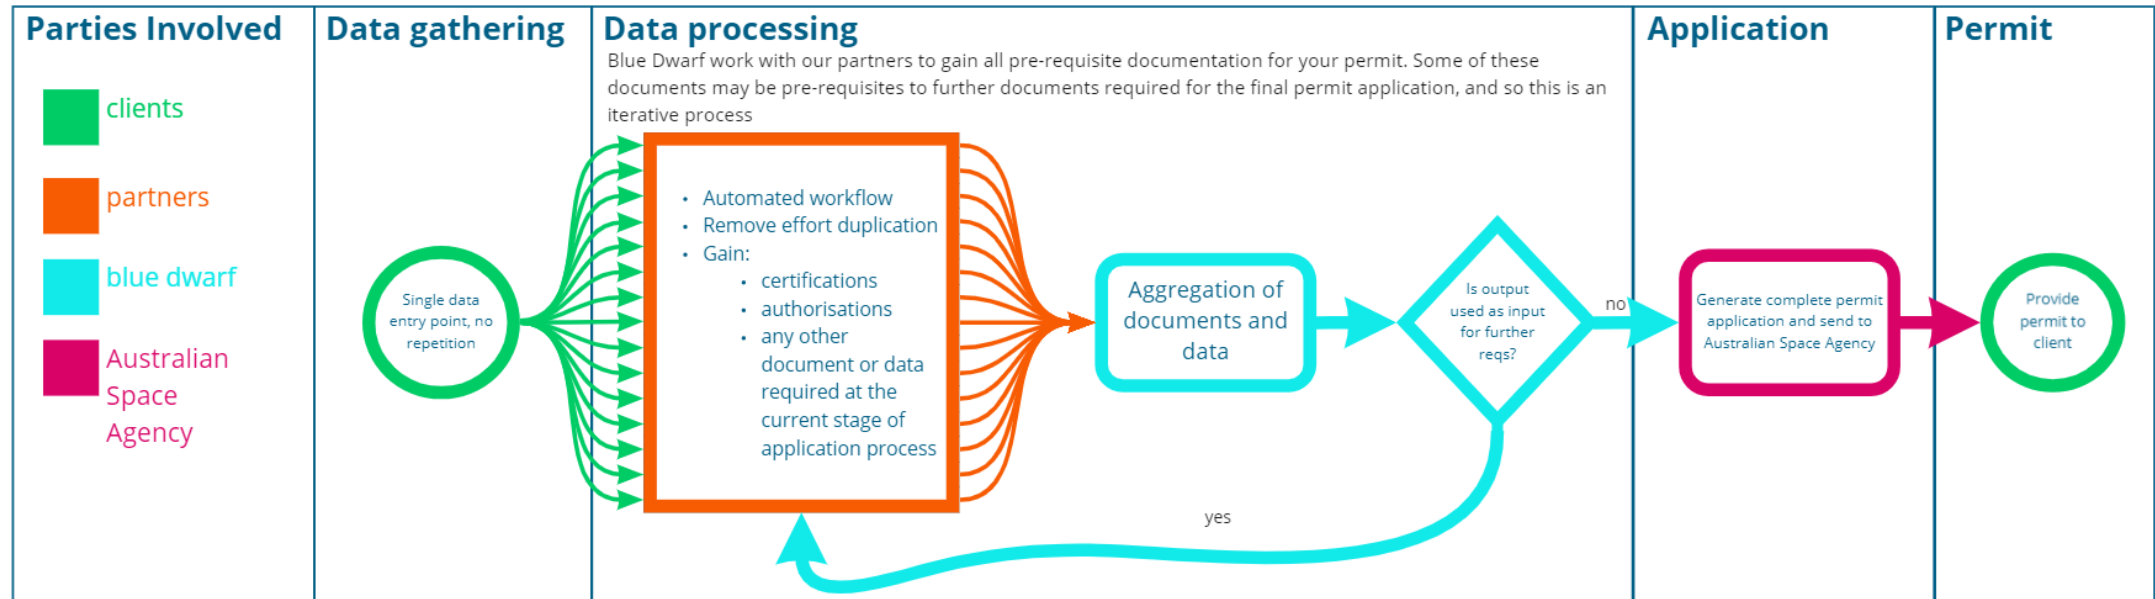 Parties Involved
clients
partners
blue dwarf
Australian
Space
Agency
Data gathering
Single data
entry point, no
repetition
Data processing
Blue Dwarf work with our partners to gain all pre-requisite documentation for your permit. Some of these
documents may be pre-requisites to further documents required for the final permit application, and so this is an
iterative process
• Automated workflow
• Remove effort duplication
• Gain:
• certifications
• authorisations
• any other
document or data
required at the
current stage of
application process
Aggregation of
documents and
data
Is output
used as input
for further
reqs?
no
yes
Application
Generate complete permit
application and send to
Australian Space Agency
Permit
Provide
permit to
client